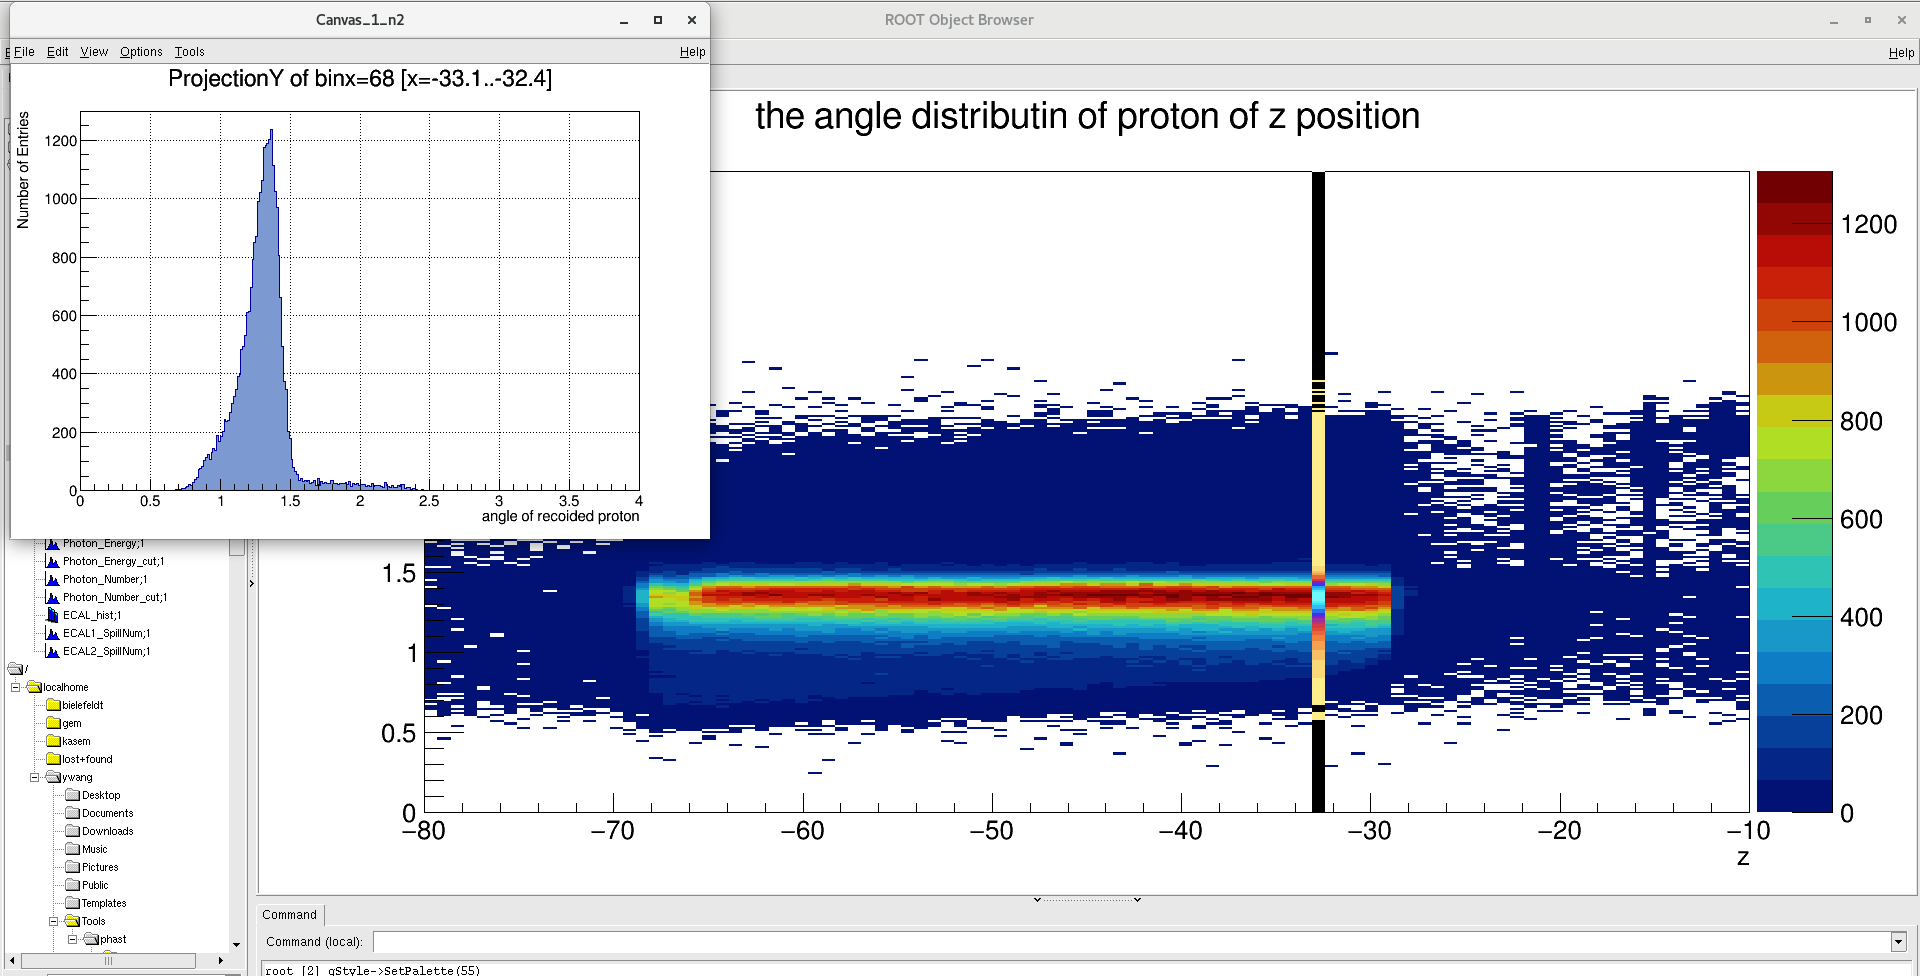 Canvas_1_n2
ROOT Object Browser
File Edit View Options Tools Help
Help
ProjectionY of binx=68 [x=-33.1..-32.4]
Number of Entries
1200
1000
800
600
400
200
0
0 0.5 1 1.5 2 2.5 3 3.5 4
angle of recoided proton
the angle distributin of proton of z position
1200
1000
800
600
400
200
0
1.5
1
0.5
0
−80 −70 −60 −50 −40 −30 −20 −10
z
Photon_Energy;1
Photon_Energy_cut;1
Photon_Number;1
Photon_Number_cut;1
ECAL_hist;1
ECAL1_SpillNum;1
ECAL2_SpillNum;1
/
localhome
bielefeldt
gem
kasem
lost+found
ywang
Desktop
Documents
Downloads
Music
Pictures
Public
Templates
Tools
phast
Command
Command (local):
root [2] gStyle->SetPalette(55)